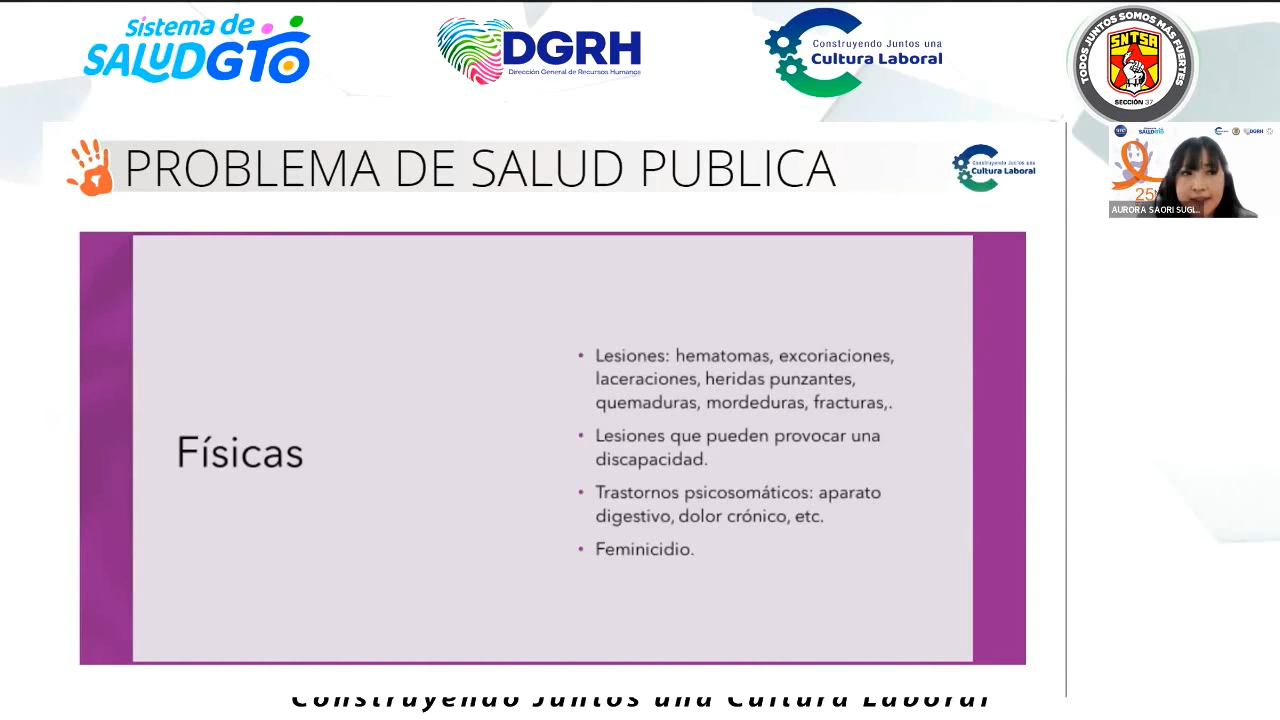 Sistema de
SALUDGTO
DGRH
Dirección General de Recursos Humanos
Construyendo Juntos una
Cultura Laboral
TODOS JUNTOS SOMOS MÁS FUERTES
SNTSA
SECCIÓN 37
PROBLEMA DE SALUD PUBLICA
Construyendo Juntos una
Cultura Laboral
25
AURORA SAORI SUGI...
Físicas
• Lesiones: hematomas, excoriaciones,
laceraciones, heridas punzantes,
quemaduras, mordeduras, fracturas,.
• Lesiones que pueden provocar una
discapacidad.
• Trastornos psicosomáticos: aparato
digestivo, dolor crónico, etc.
• Feminicidio.
Construyendo Juntos una Cultura Laboral